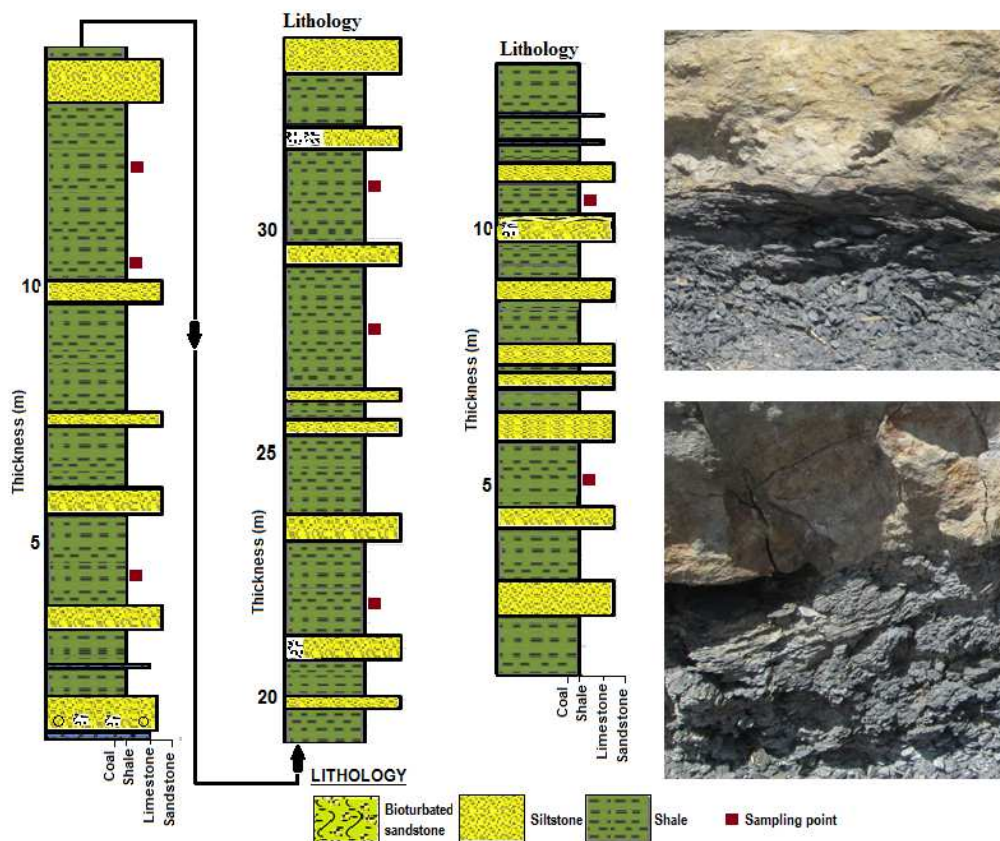 Lithology
Lithology
10
5
Thickness (m)
Coal
Shale
Limestone
Sandstone
30
25
20
Thickness (m)
10
5
Thickness (m)
Coal
Shale
Limestone
Sandstone
LITHOLOGY
Bioturbated
sandstone
Siltstone
Shale
Sampling point